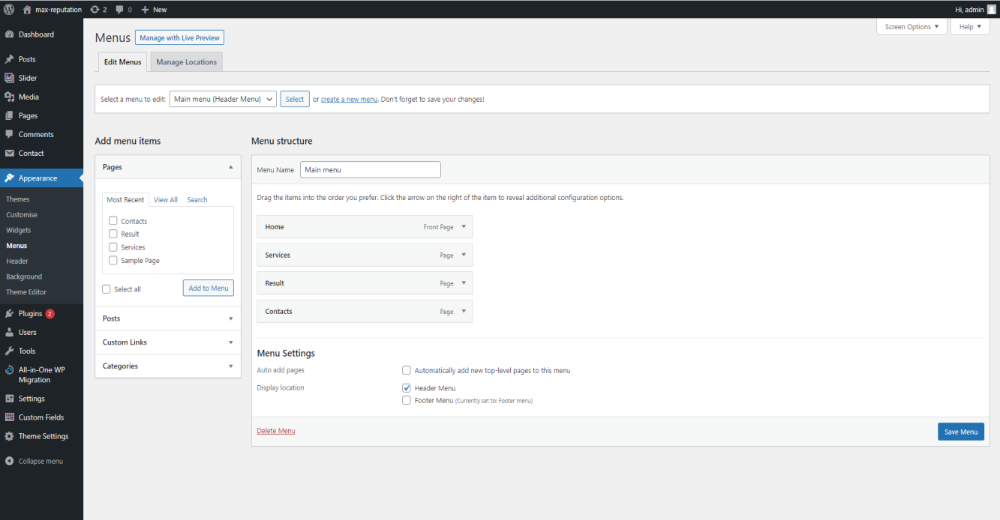 max-reputation 2 0 New Hi, admin
Dashboard
Posts
Slider
Media
Pages
Comments
Contact
Appearance
Themes
Customise
Widgets
Menus
Header
Background
Theme Editor
Plugins 2
Users
Tools
All-in-One WP
Migration
Settings
Custom Fields
Theme Settings
Collapse menu
Screen Options ▼ Help ▼
Menus Manage with Live Preview
Edit Menus Manage Locations
Select a menu to edit: Main menu (Header Menu) Select or create a new menu. Don't forget to save your changes!
Add menu items
Pages
Most Recent View All Search
Contacts
Result
Services
Sample Page
Select all Add to Menu
Posts
Custom Links
Categories
Menu structure
Menu Name Main menu
Drag the items into the order you prefer. Click the arrow on the right of the item to reveal additional configuration options.
Home Front Page
Services Page
Result Page
Contacts Page
Menu Settings
Auto add pages Automatically add new top-level pages to this menu
Display location Header Menu
Footer Menu (Currently set to: Footer menu)
Delete Menu Save Menu